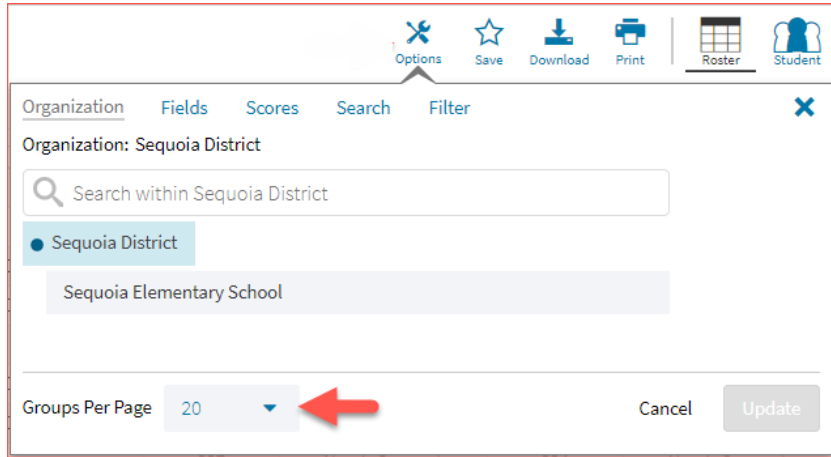 Options Save Download Print Roster Student
Organization Fields Scores Search Filter
Organization: Sequoia District
Search within Sequoia District
Sequoia District
Sequoia Elementary School
Groups Per Page 20 Cancel Update